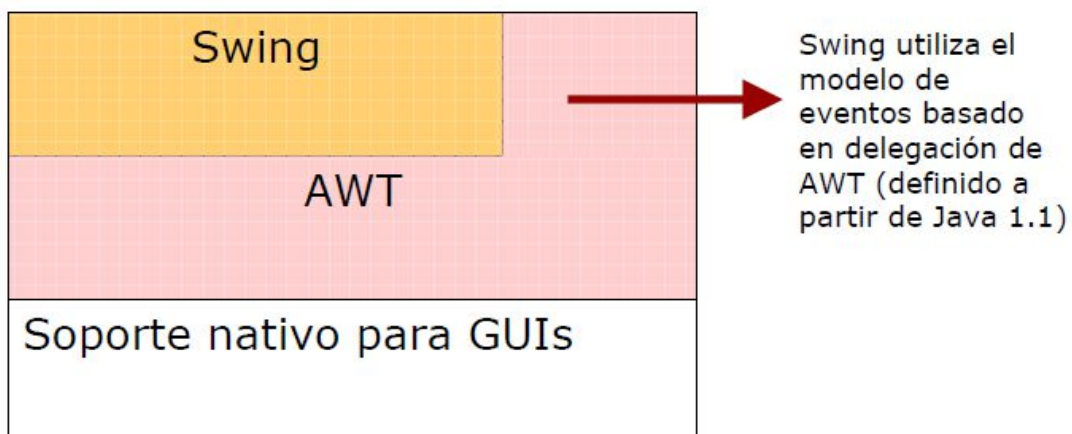 Swing
AWT
Soporte nativo para GUIs
Swing utiliza el
modelo de
eventos basado
en delegación de
AWT (definido a
partir de Java 1.1)